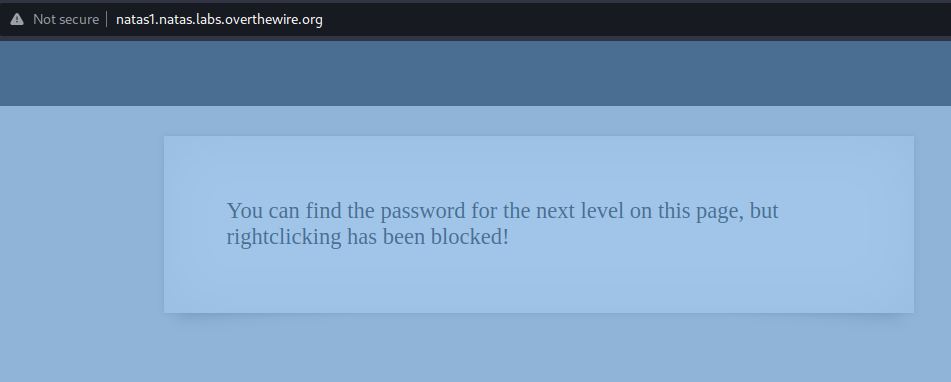 Not secure natas1.natas.labs.overthewire.org
You can find the password for the next level on this page, but
rightclicking has been blocked!